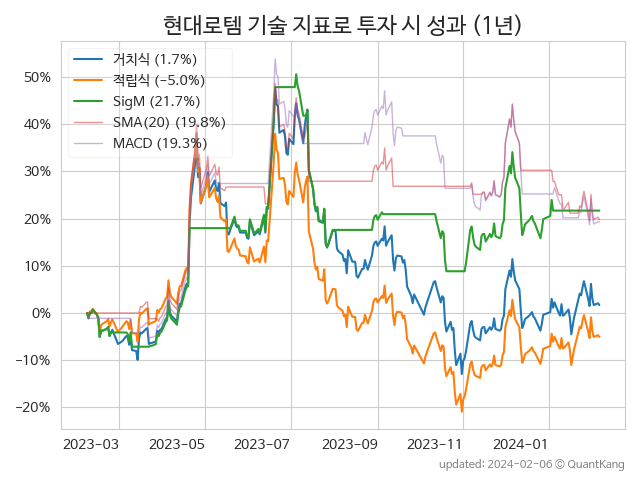 현대로템 기술 지표로 투자 시 성과 (1년)
거치식 (1.7%)
적립식 (−5.0%)
SigM (21.7%)
SMA(20) (19.8%)
MACD (19.3%)
50%
40%
30%
20%
10%
0%
−10%
−20%
2023-03
2023-05
2023-07
2023-09
2023-11
2024-01
updated: 2024-02-06 © QuantKang